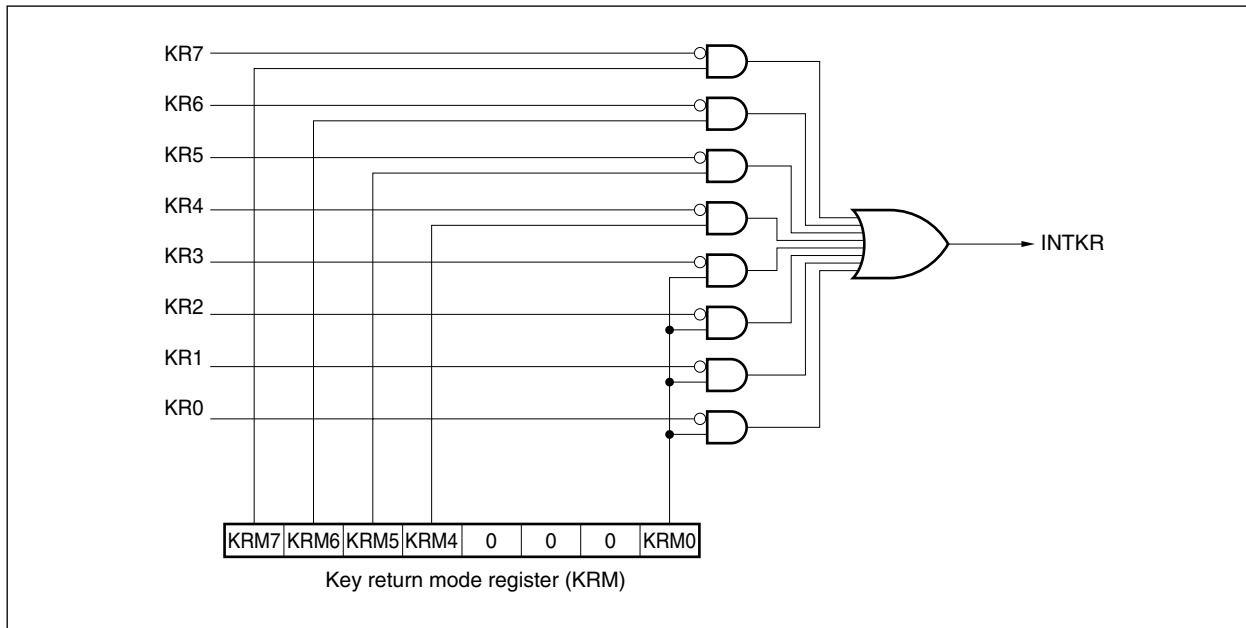 KR7
KR6
KR5
KR4
KR3
INTKR
KR2
KR1
KR0
KRM7 KRM6 KRM5 KRM4 0 0 0 KRM0
Key return mode register (KRM)